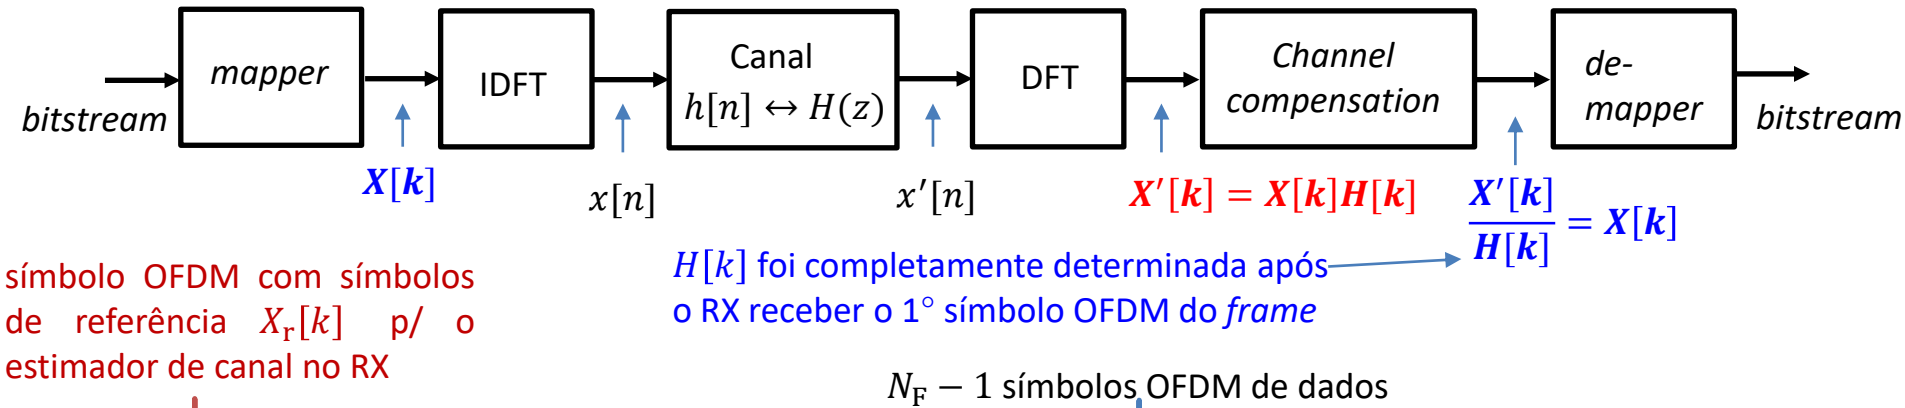 bitstream
mapper
IDFT
Canal
h[n] ↔ H(z)
DFT
Channel
compensation
de-
mapper
bitstream
X[k]
x[n]
x′[n]
X′[k] = X[k]H[k]
X′[k]/H[k] = X[k]
símbolo OFDM com símbolos
de referência X_r[k] p/ o
estimador de canal no RX
H[k] foi completamente determinada após
o RX receber o 1° símbolo OFDM do frame
N_F − 1 símbolos OFDM de dados